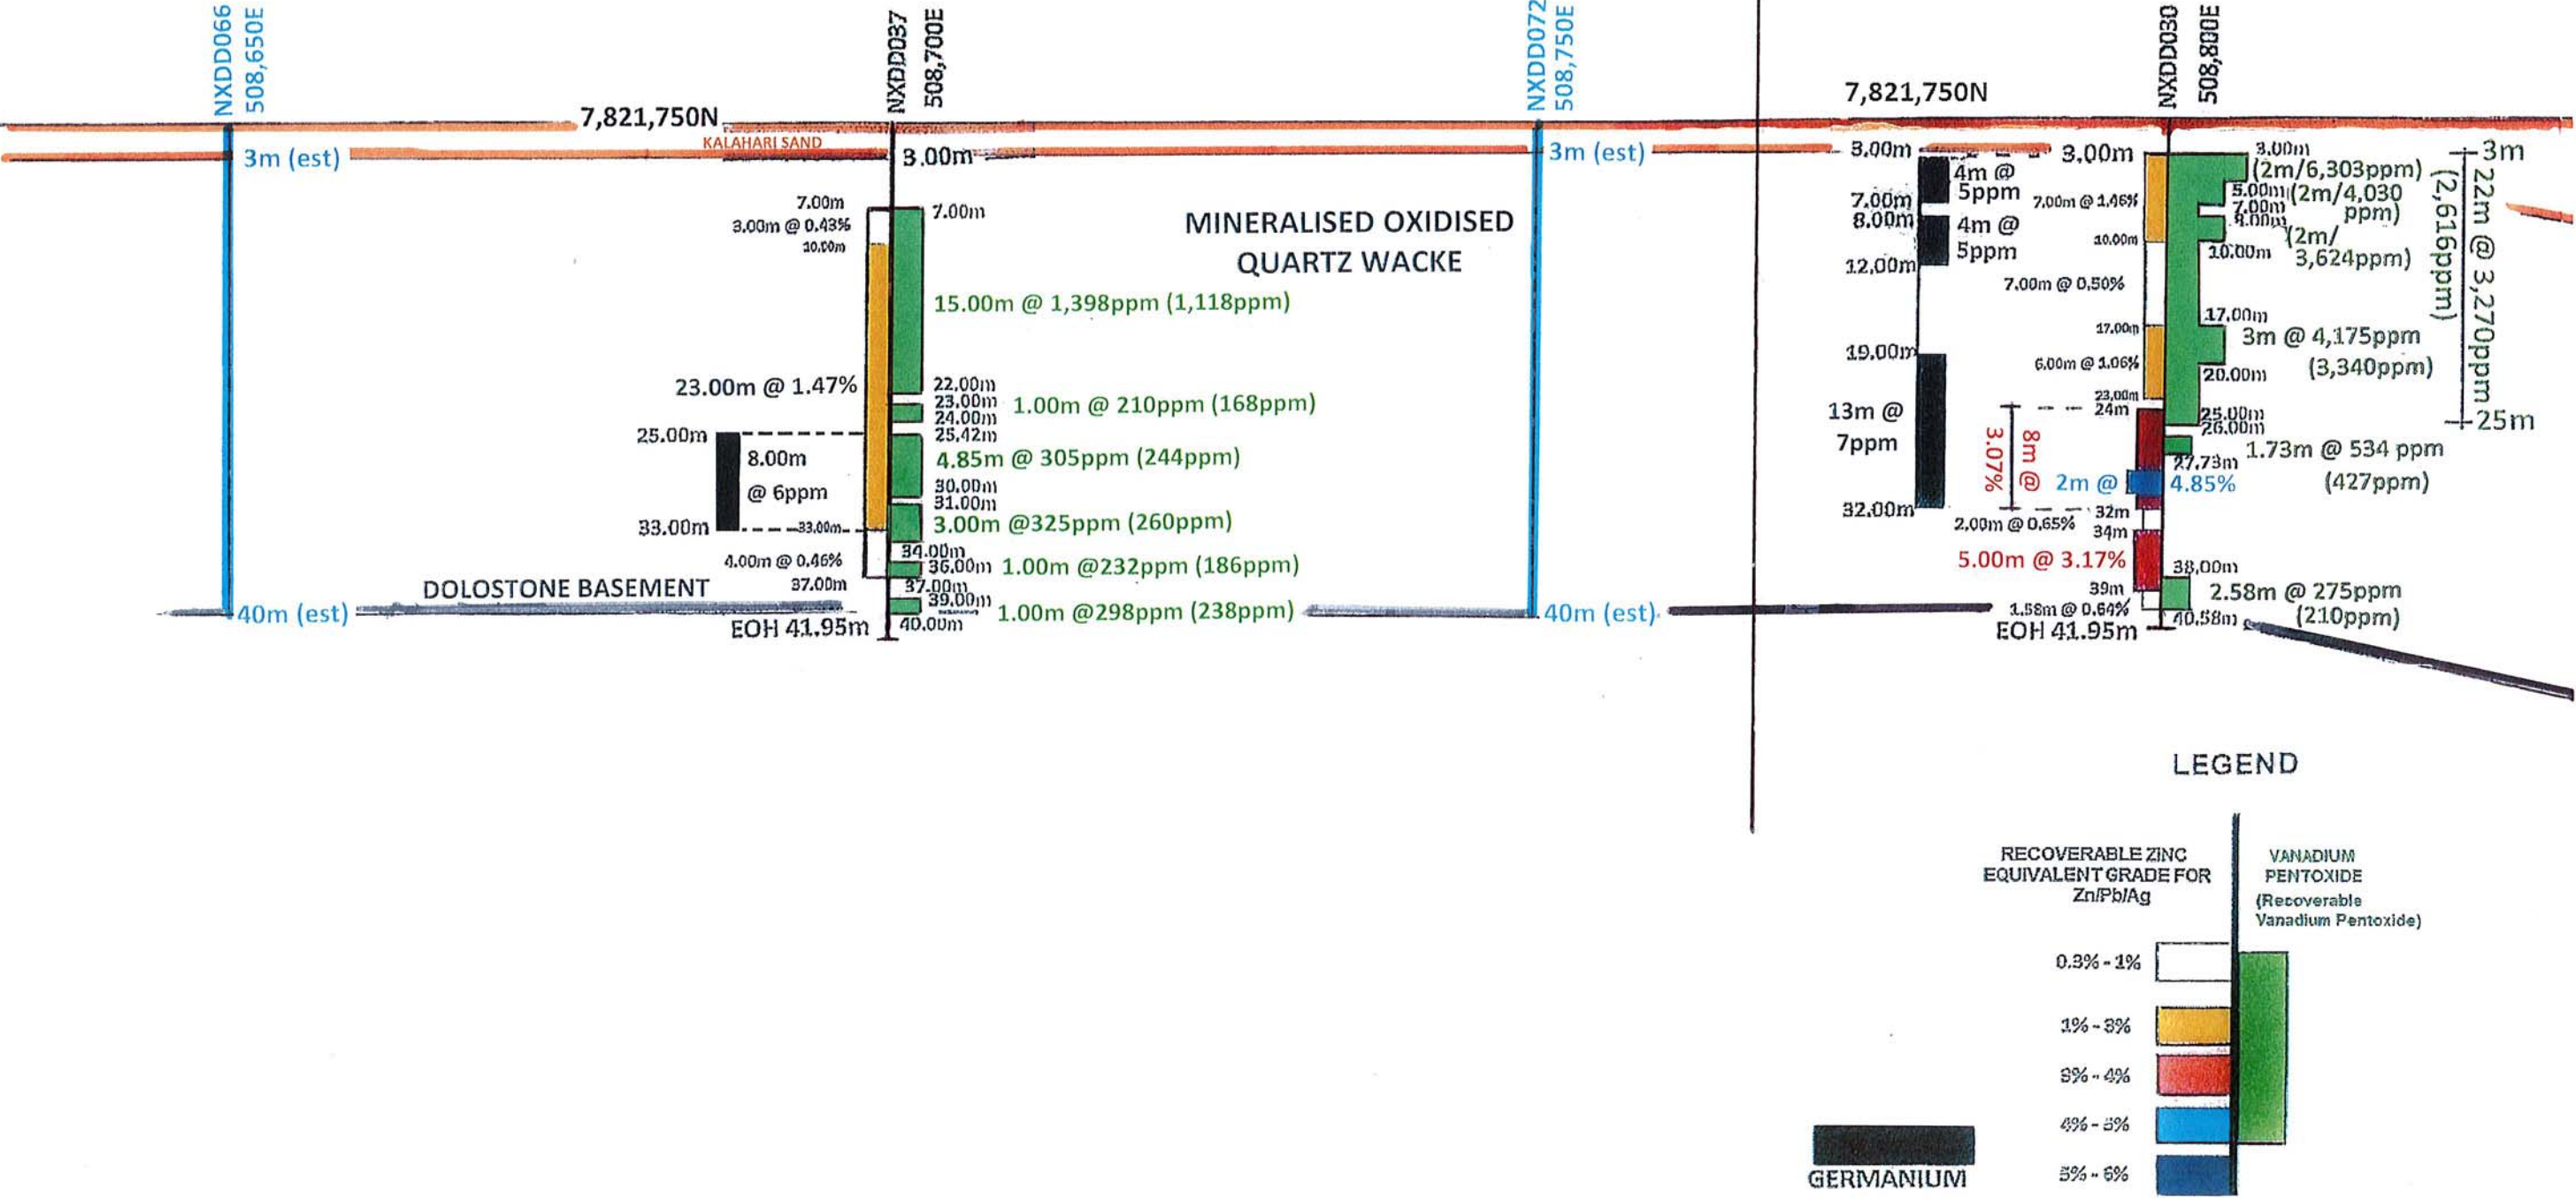 NXDD066
508,650E
NXDD037
508,700E
NXDD072
508,750E
NXDD030
508,800E
7,821,750N
7,821,750N
KALAHARI SAND
3m (est)
3.00m
3m (est)
7.00m
3.00m @ 0.43%
10.00m
7.00m
MINERALISED OXIDISED
QUARTZ WACKE
15.00m @ 1,398ppm (1,118ppm)
23.00m @ 1.47%
22.00m
23.00m
24.00m
1.00m @ 210ppm (168ppm)
25.42m
4.85m @ 305ppm (244ppm)
30.00m
31.00m
3.00m @325ppm (260ppm)
25.00m
8.00m
@ 6ppm
33.00m
33.00m
4.00m @ 0.46%
37.00m
34.00m
36.00m
1.00m @232ppm (186ppm)
37.00m
39.00m
1.00m @298ppm (238ppm)
40.00m
DOLOSTONE BASEMENT
40m (est)
EOH 41.95m
40m (est)
3.00m
4m @
5ppm
7.00m
8.00m
4m @
5ppm
12.00m
19.00m
13m @
7ppm
32.00m
3.00m
7.00m @ 1.46%
10.00m
7.00m @ 0.50%
17.00m
6.00m @ 1.06%
23.00m
24m
8m @
3.07%
2m @
4.85%
32m
2.00m @ 0.65%
34m
5.00m @ 3.17%
39m
1.58m @ 0.64%
EOH 41.95m
3.00m
(2m/6,303ppm)
5.00m
(2m/4,030
ppm)
7.00m
8.00m
(2m/
3,624ppm)
10.00m
17.00m
3m @ 4,175ppm
(3,340ppm)
20.00m
25.00m
26.00m
1.73m @ 534 ppm
(427ppm)
27.73m
38.00m
2.58m @ 275ppm
(210ppm)
40.58m
3m
22m @ 3,270ppm
(2,616ppm)
25m
LEGEND
RECOVERABLE ZINC
EQUIVALENT GRADE FOR
Zn/Pb/Ag
VANADIUM
PENTOXIDE
(Recoverable
Vanadium Pentoxide)
0.3% - 1%
1% - 3%
3% - 4%
4% - 5%
5% - 6%
GERMANIUM